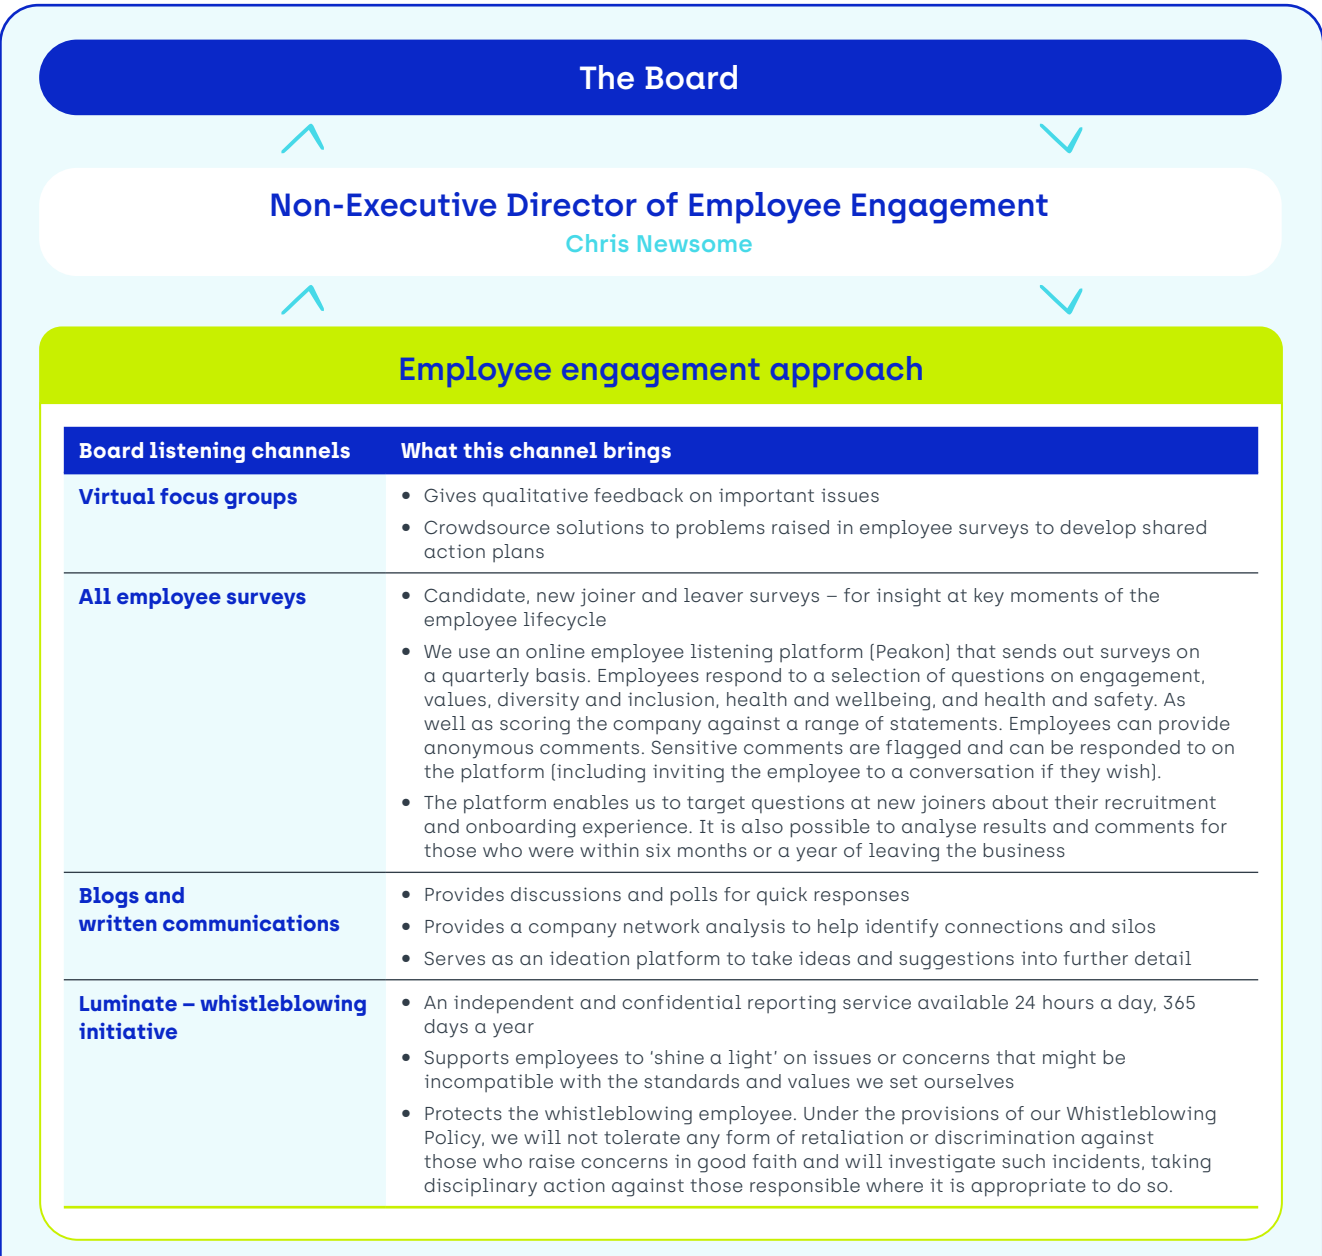 The Board
Non-Executive Director of Employee Engagement
Chris Newsome
Employee engagement approach
Board listening channels
What this channel brings
Virtual focus groups
• Gives qualitative feedback on important issues
• Crowdsource solutions to problems raised in employee surveys to develop shared
action plans
All employee surveys
• Candidate, new joiner and leaver surveys – for insight at key moments of the
employee lifecycle
• We use an online employee listening platform (Peakon) that sends out surveys on
a quarterly basis. Employees respond to a selection of questions on engagement,
values, diversity and inclusion, health and wellbeing, and health and safety. As
well as scoring the company against a range of statements. Employees can provide
anonymous comments. Sensitive comments are flagged and can be responded to on
the platform (including inviting the employee to a conversation if they wish).
• The platform enables us to target questions at new joiners about their recruitment
and onboarding experience. It is also possible to analyse results and comments for
those who were within six months or a year of leaving the business
Blogs and
written communications
• Provides discussions and polls for quick responses
• Provides a company network analysis to help identify connections and silos
• Serves as an ideation platform to take ideas and suggestions into further detail
Luminate – whistleblowing
initiative
• An independent and confidential reporting service available 24 hours a day, 365
days a year
• Supports employees to ‘shine a light’ on issues or concerns that might be
incompatible with the standards and values we set ourselves
• Protects the whistleblowing employee. Under the provisions of our Whistleblowing
Policy, we will not tolerate any form of retaliation or discrimination against
those who raise concerns in good faith and will investigate such incidents, taking
disciplinary action against those responsible where it is appropriate to do so.